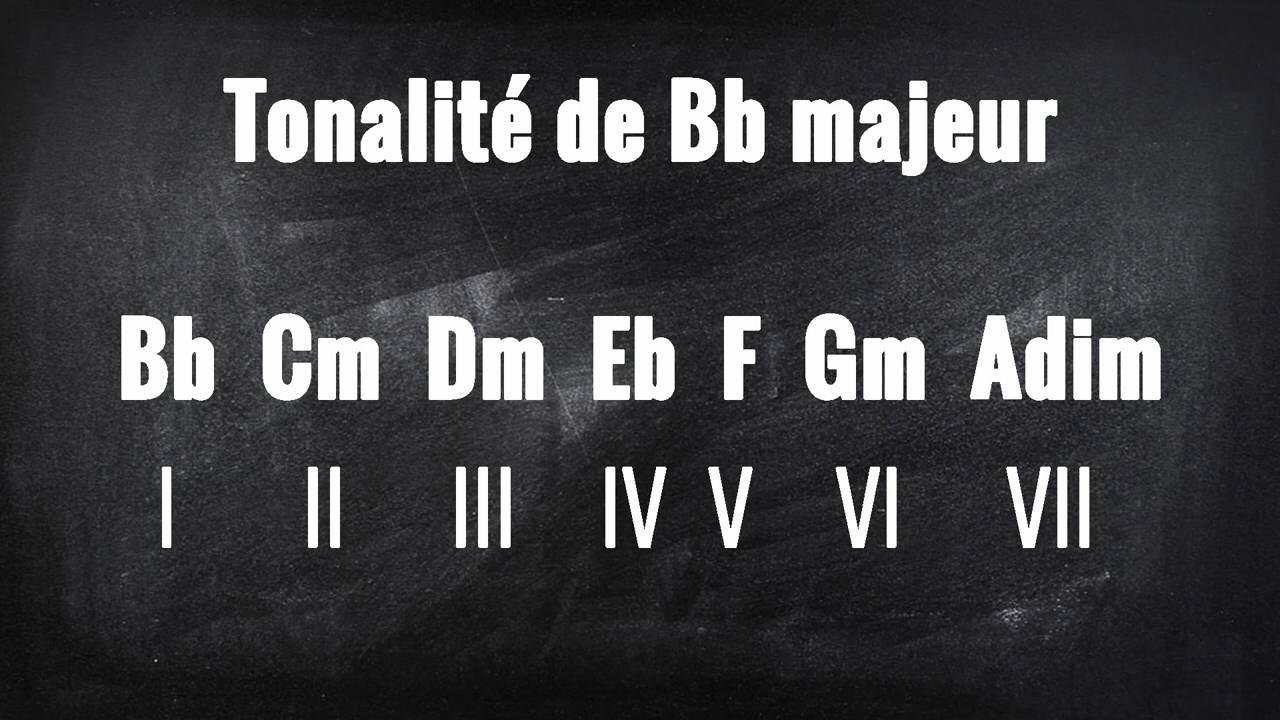 Tonalité de Bb majeur
Bb Cm Dm Eb F Gm Adim
I II III IV V VI VII